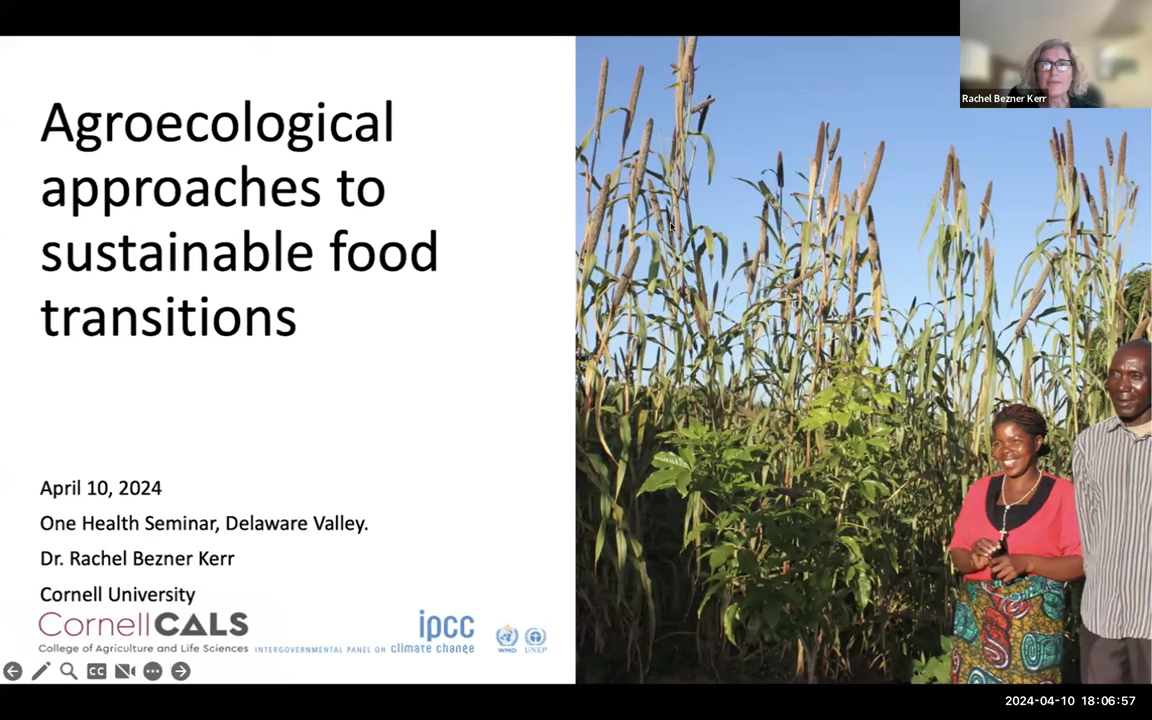 Agroecological
approaches to
sustainable food
transitions
April 10, 2024
One Health Seminar, Delaware Valley.
Dr. Rachel Bezner Kerr
Cornell University
CornellCALS
College of Agriculture and Life Sciences
ipcc
INTERGOVERNMENTAL PANEL ON climate change
WMO
UNEP
CC
Rachel Bezner Kerr
2024-04-10 18:06:57